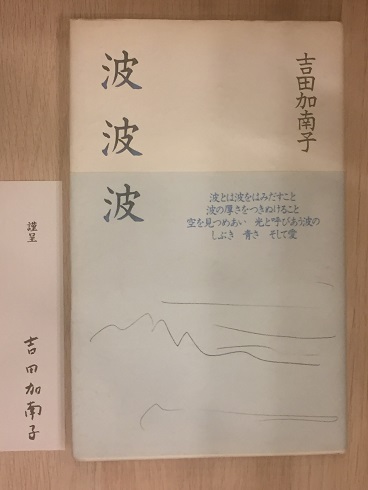 波波波
吉田加南子
波とは波をはみだすこと
波の厚さをつきぬけること
空を見つめあい　光と呼びあう波の
しぶき　青さ　そして愛
謹呈
吉田加南子